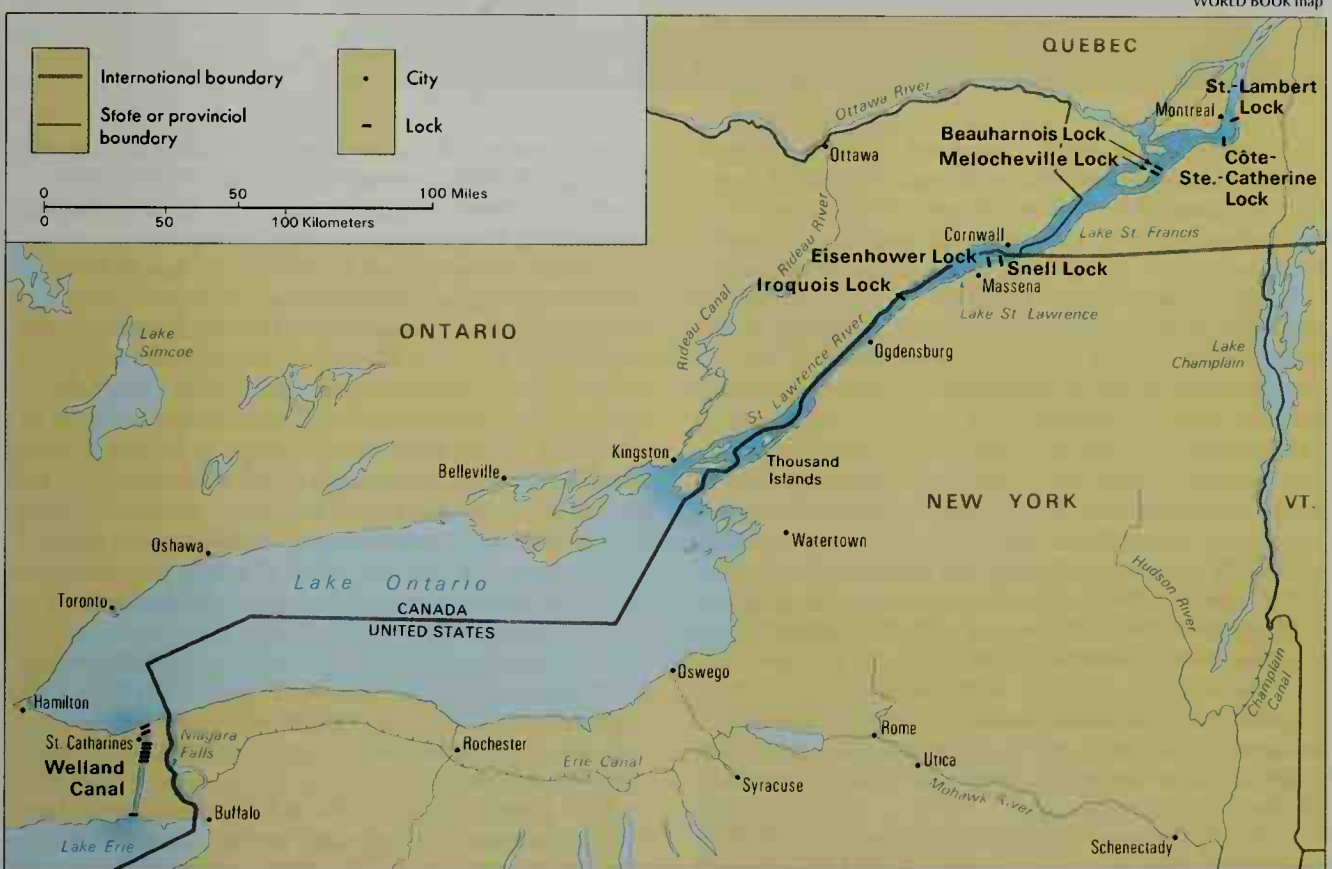 WORLD BOOK map
International boundary
State or provincial
boundary
City
Lock
0 50 100 Miles
0 50 100 Kilometers
QUEBEC
Ottawa River
Montreal
St.-Lambert
Lock
Beauharnois Lock
Melocheville Lock
Côte-
Ste.-Catherine
Lock
Ottawa
Rideau River
Rideau Canal
Cornwall
Lake St. Francis
Eisenhower Lock
Snell Lock
Iroquois Lock
Massena
Lake St Lawrence
ONTARIO
Lake
Simcoe
St Lawrence River
Ogdensburg
Lake
Champlain
Kingston
Belleville
Thousand
Islands
NEW YORK
VT.
Watertown
Oshawa
Lake Ontario
Toronto
CANADA
UNITED STATES
Hudson River
Oswego
Champlain
Canal
Hamilton
St. Catharines
Niagara
Falls
Welland
Canal
Rochester
Erie Canal
Rome
Utica
Syracuse
Mohawk River
Buffalo
Lake Erie
Schenectady